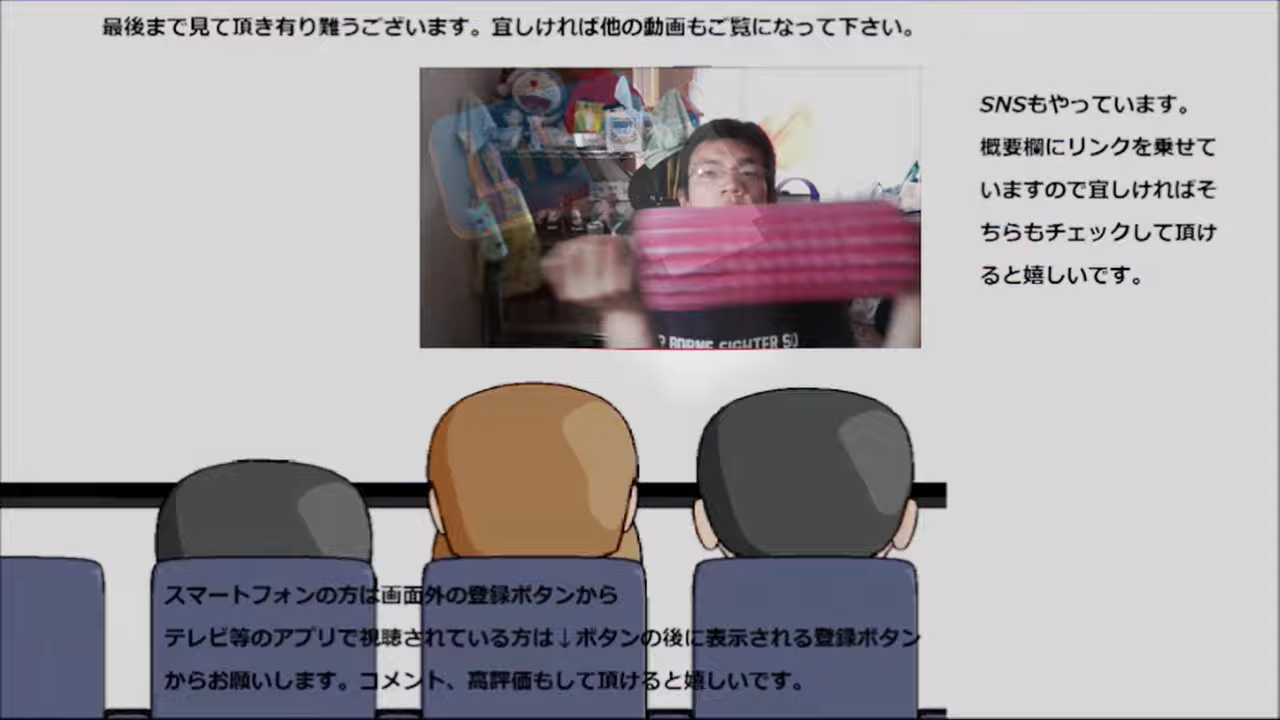 最後まで見て頂き有り難うございます。宜しければ他の動画もご覧になって下さい。
SNSもやっています。
概要欄にリンクを乗せて
いますので宜しければそ
ちらもチェックして頂け
ると嬉しいです。
スマートフォンの方は画面外の登録ボタンから
テレビ等のアプリで視聴されている方は↓ボタンの後に表示される登録ボタン
からお願いします。コメント、高評価もして頂けると嬉しいです。